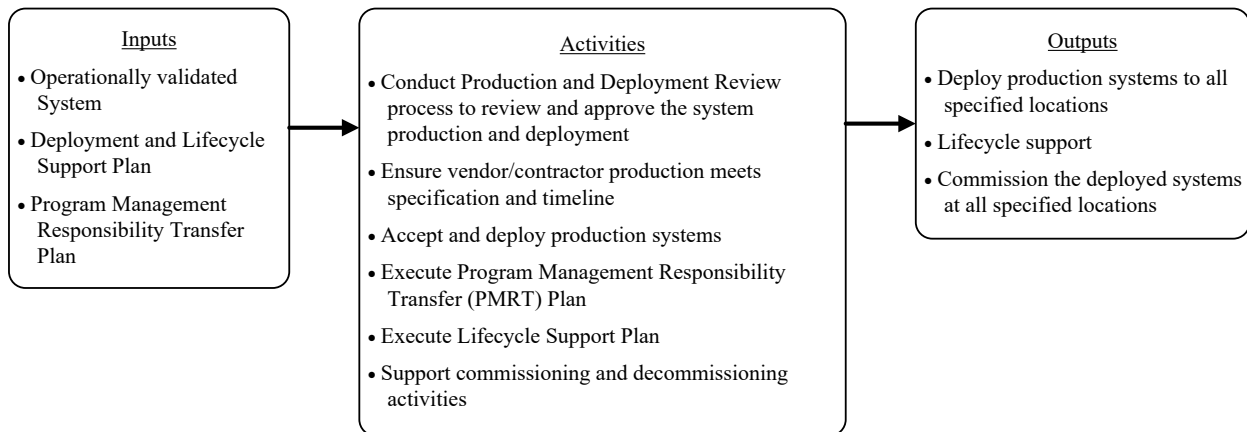 Inputs
• Operationally validated
System
• Deployment and Lifecycle
Support Plan
• Program Management
Responsibility Transfer
Plan
Activities
• Conduct Production and Deployment Review
process to review and approve the system
production and deployment
• Ensure vendor/contractor production meets
specification and timeline
• Accept and deploy production systems
• Execute Program Management Responsibility
Transfer (PMRT) Plan
• Execute Lifecycle Support Plan
• Support commissioning and decommissioning
activities
Outputs
• Deploy production systems to all
specified locations
• Lifecycle support
• Commission the deployed systems
at all specified locations